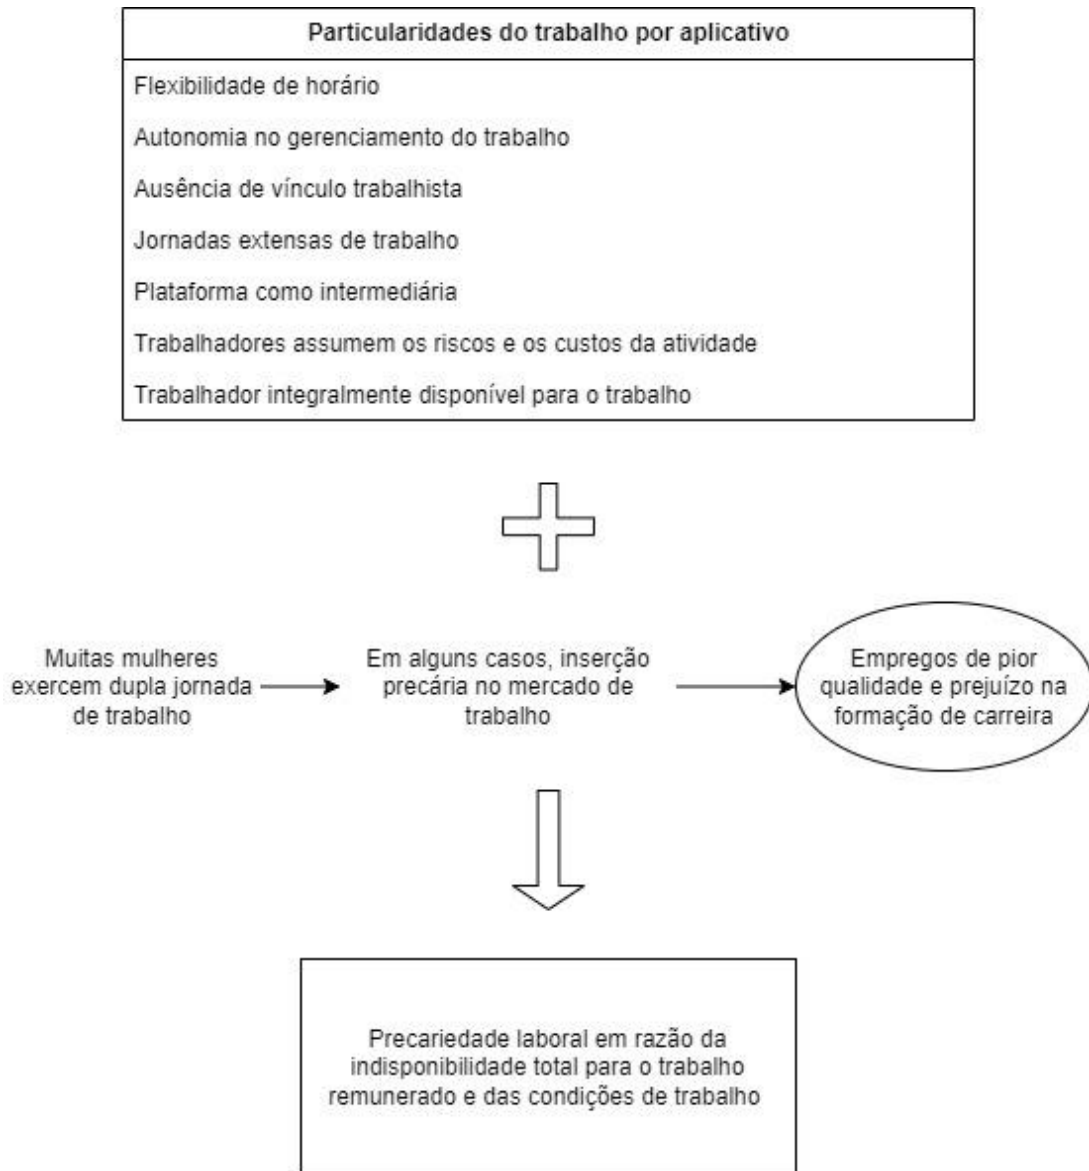 Particularidades do trabalho por aplicativo
Flexibilidade de horário
Autonomia no gerenciamento do trabalho
Ausência de vínculo trabalhista
Jornadas extensas de trabalho
Plataforma como intermediária
Trabalhadores assumem os riscos e os custos da atividade
Trabalhador integralmente disponível para o trabalho
Muitas mulheres
exercem dupla jornada
de trabalho
Em alguns casos, inserção
precária no mercado de
trabalho
Empregos de pior
qualidade e prejuízo na
formação de carreira
Precariedade laboral em razão da
indisponibilidade total para o trabalho
remunerado e das condições de trabalho